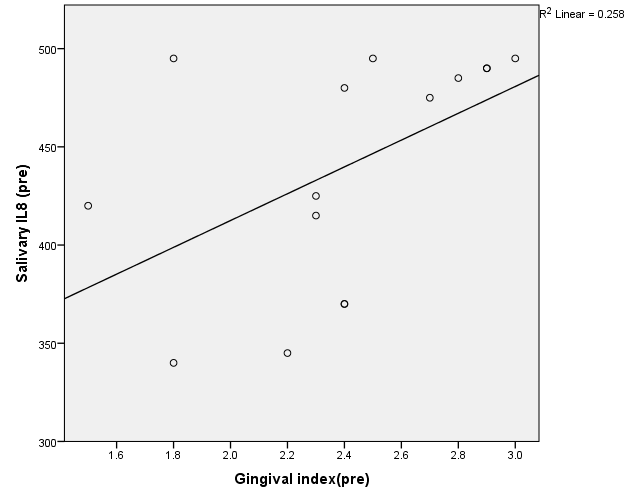 R² Linear = 0.258
500
450
400
350
300
Salivary IL8 (pre)
1.6 1.8 2.0 2.2 2.4 2.6 2.8 3.0
Gingival index(pre)